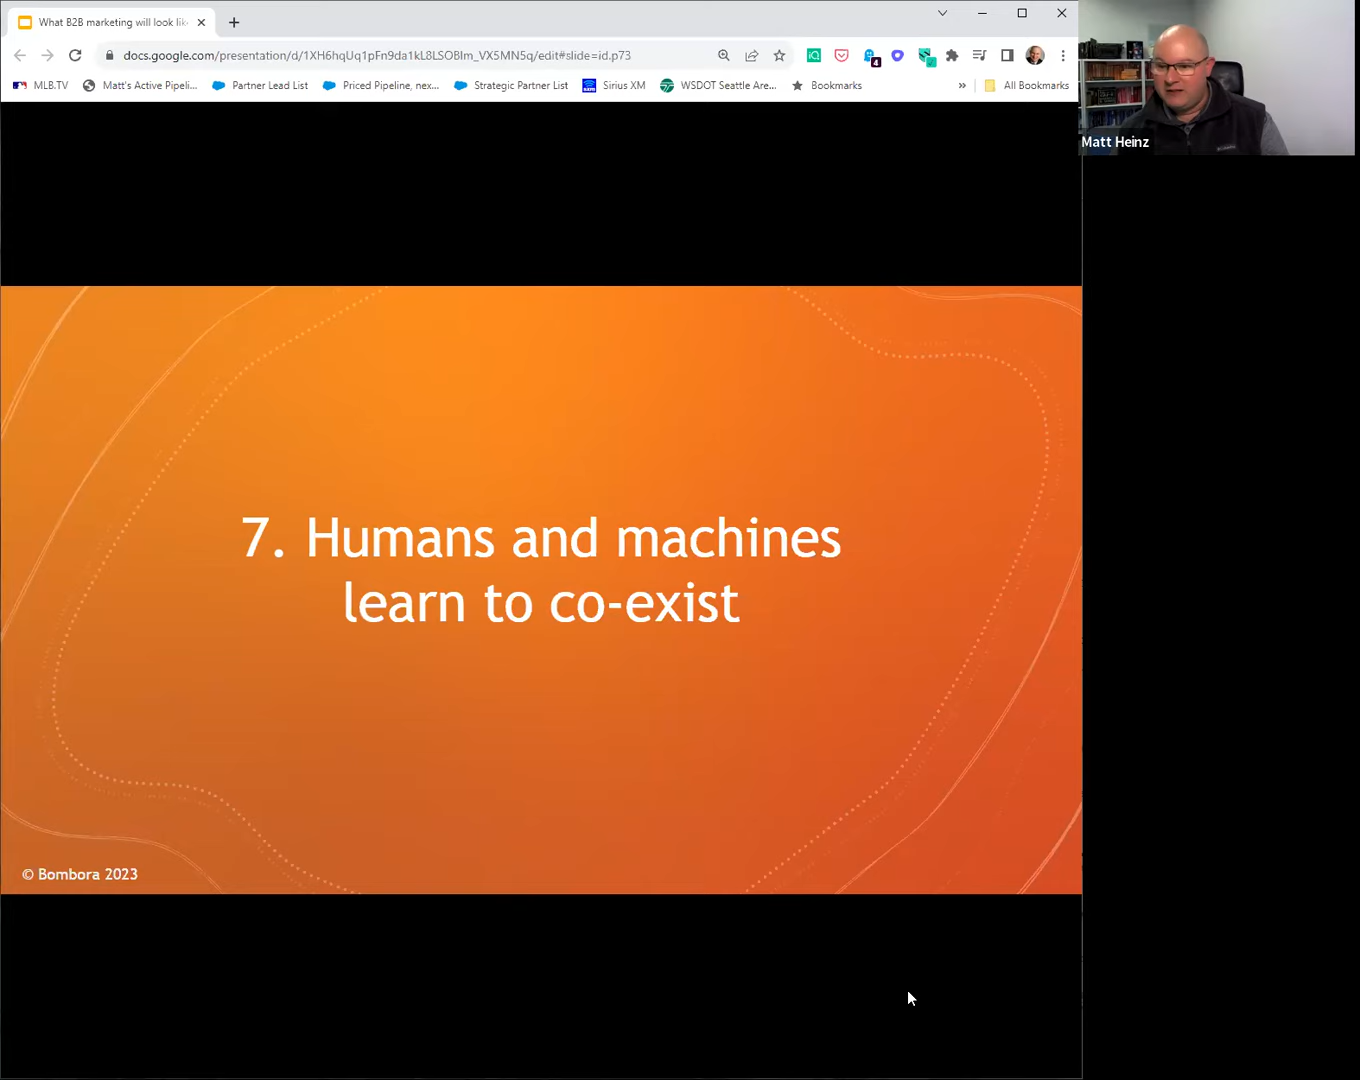 What B2B marketing will look lik
docs.google.com/presentation/d/1XH6hqUq1pFn9da1kL8LSOBIm_VX5MN5q/edit#slide=id.p73
4
MLB.TV
Matt's Active Pipeli...
Partner Lead List
Priced Pipeline, nex...
Strategic Partner List
Sirius XM
WSDOT Seattle Are...
Bookmarks
»
All Bookmarks
Matt Heinz
7. Humans and machines
learn to co-exist
© Bombora 2023